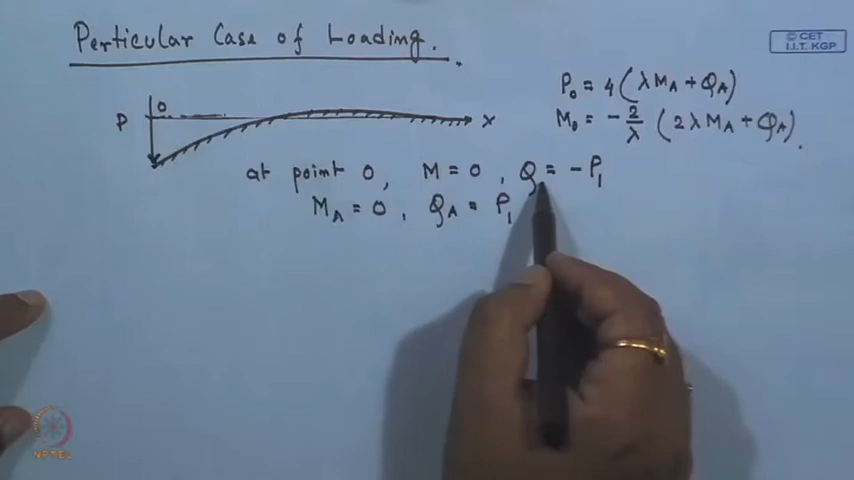 Perticular Case of Loading.
© CET
I.I.T. KGP
P₀ = 4 (λM_A + Q_A)
M₀ = - 2/λ (2λM_A + Q_A).
P O X
at point O, M = 0, Q = - P₁
M_A = 0, Q_A = P₁
NPTEL